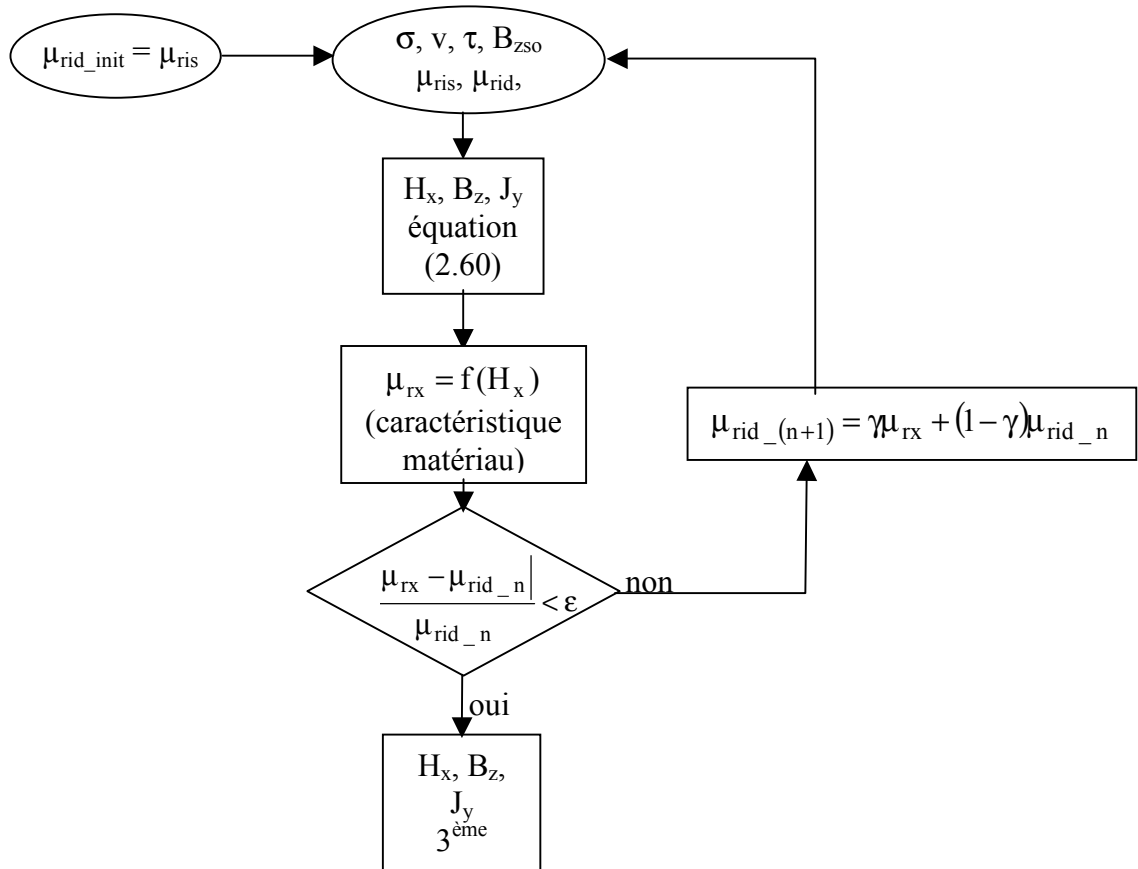 μrid_init = μris
σ, v, τ, Bzso
μris, μrid,
Hx, Bz, Jy
équation
(2.60)
μrx = f(Hx)
(caractéristique
matériau)
μrid_(n+1) = γμrx + (1−γ)μrid_n
μrx − μrid_n|
μrid_n
< ε
non
oui
Hx, Bz,
Jy
3ème